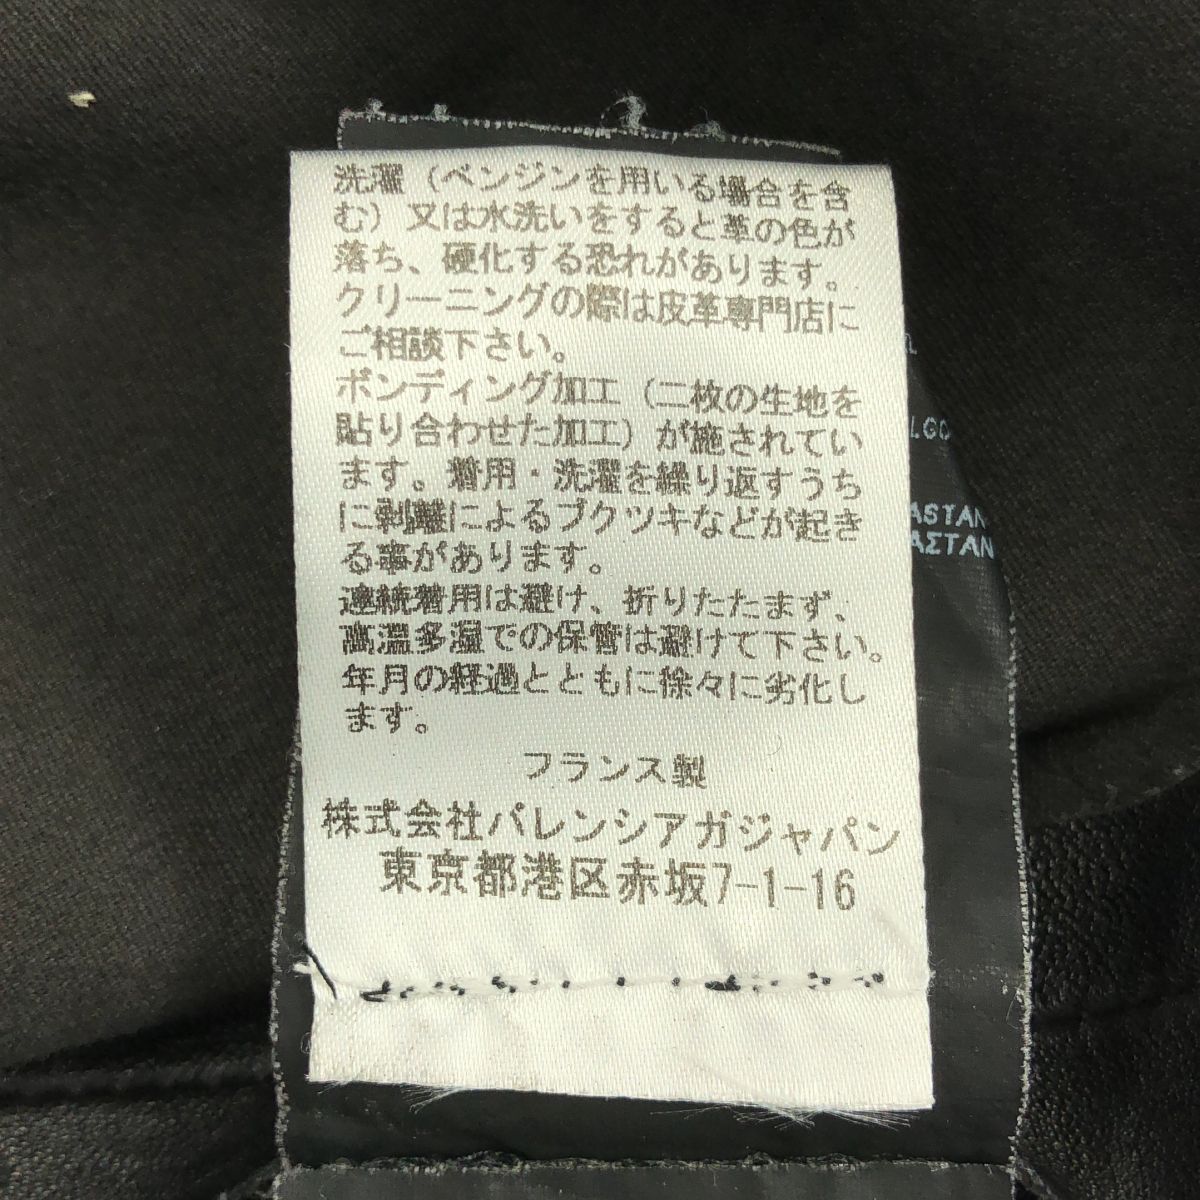 洗濯（ベンジンを用いる場合を含
む）又は水洗いをすると革の色が
落ち、硬化する恐れがあります。
クリーニングの際は皮革専門店に
ご相談下さい。
ボンディング加工（二枚の生地を
貼り合わせた加工）が施されてい
ます。着用・洗濯を繰り返すうち
に剥離によるブクツキなどが起き
る事があります。
連続着用は避け、折りたたまず、
高温多湿での保管は避けて下さい。
年月の経過とともに徐々に劣化し
ます。
フランス製
株式会社バレンシアガジャパン
東京都港区赤坂7-1-16
LGO
ASTAN
ΑΣΤΑΝ